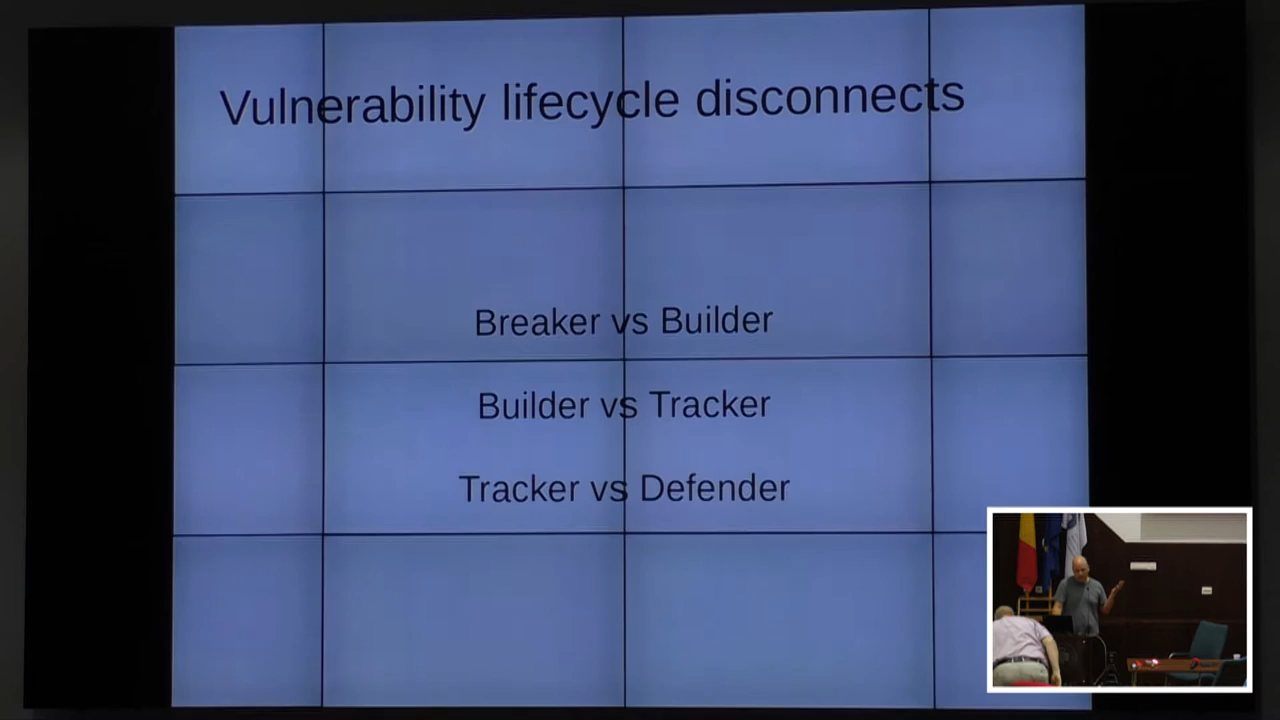 Vulnerability lifecycle disconnects
Breaker vs Builder
Builder vs Tracker
Tracker vs Defender